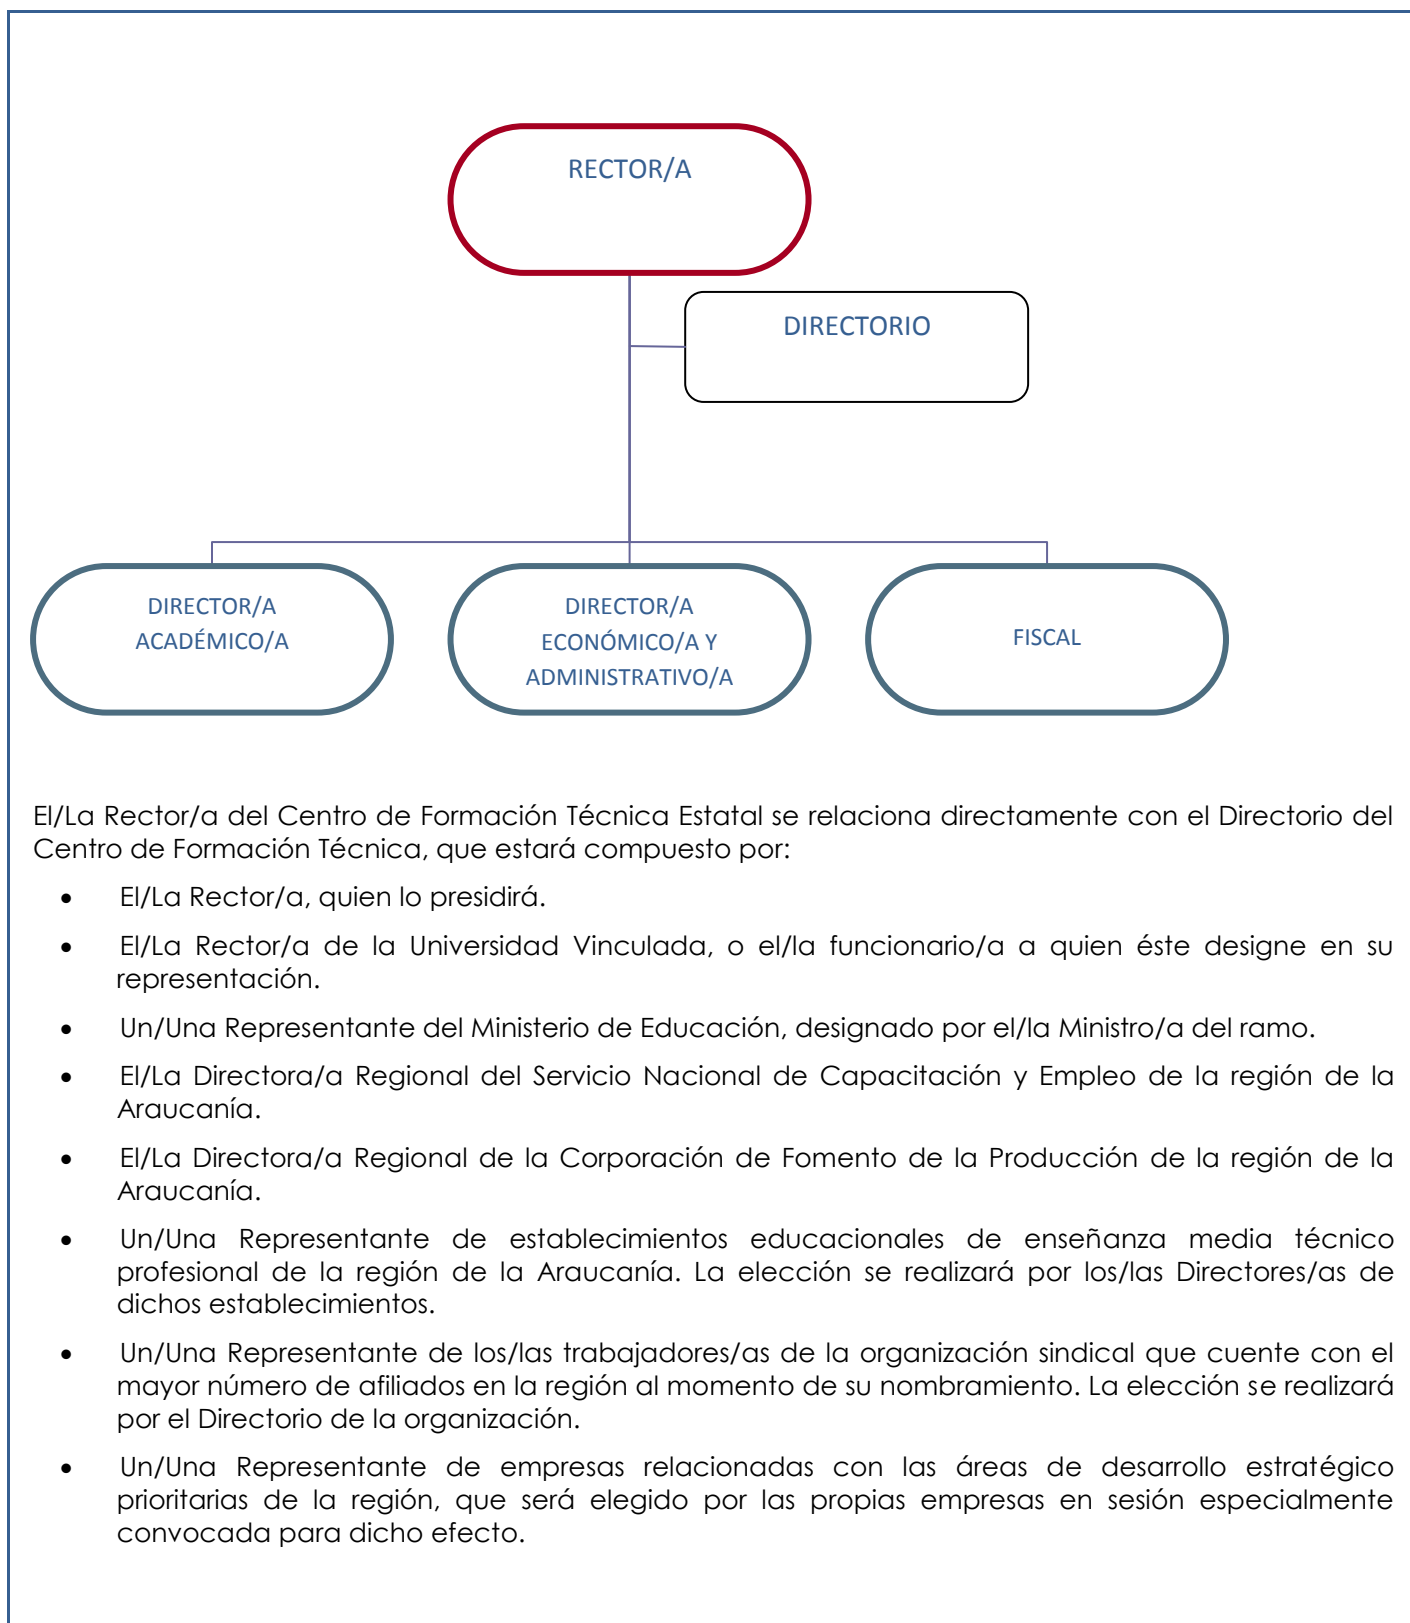 RECTOR/A
DIRECTORIO
DIRECTOR/A
ACADÉMICO/A
DIRECTOR/A
ECONÓMICO/A Y
ADMINISTRATIVO/A
FISCAL
El/La Rector/a del Centro de Formación Técnica Estatal se relaciona directamente con el Directorio del
Centro de Formación Técnica, que estará compuesto por:
• El/La Rector/a, quien lo presidirá.
• El/La Rector/a de la Universidad Vinculada, o el/la funcionario/a a quien éste designe en su
representación.
• Un/Una Representante del Ministerio de Educación, designado por el/la Ministro/a del ramo.
• El/La Directora/a Regional del Servicio Nacional de Capacitación y Empleo de la región de la
Araucanía.
• El/La Directora/a Regional de la Corporación de Fomento de la Producción de la región de la
Araucanía.
• Un/Una Representante de establecimientos educacionales de enseñanza media técnico
profesional de la región de la Araucanía. La elección se realizará por los/las Directores/as de
dichos establecimientos.
• Un/Una Representante de los/las trabajadores/as de la organización sindical que cuente con el
mayor número de afiliados en la región al momento de su nombramiento. La elección se realizará
por el Directorio de la organización.
• Un/Una Representante de empresas relacionadas con las áreas de desarrollo estratégico
prioritarias de la región, que será elegido por las propias empresas en sesión especialmente
convocada para dicho efecto.